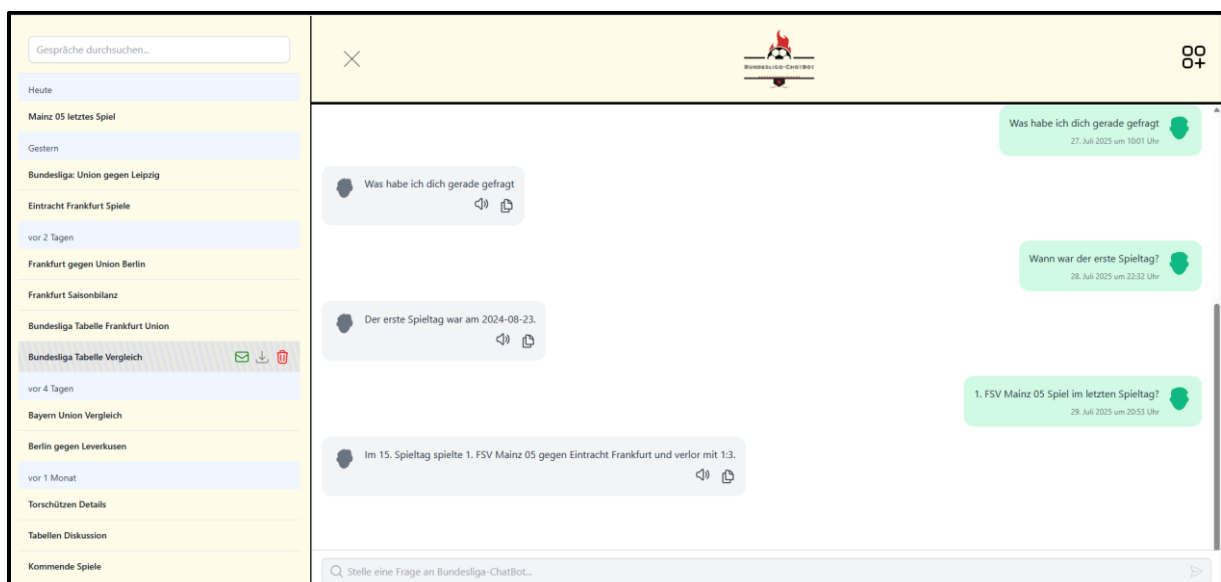 Gespräche durchsuchen...
Heute
Mainz 05 letztes Spiel
Gestern
Bundesliga: Union gegen Leipzig
Eintracht Frankfurt Spiele
vor 2 Tagen
Frankfurt gegen Union Berlin
Frankfurt Saisonbilanz
Bundesliga Tabelle Frankfurt Union
Bundesliga Tabelle Vergleich
vor 4 Tagen
Bayern Union Vergleich
Berlin gegen Leverkusen
vor 1 Monat
Torschützen Details
Tabellen Diskussion
Kommende Spiele
Bundesliga-ChatBot
Was habe ich dich gerade gefragt
27. Juli 2025 um 10:01 Uhr
Was habe ich dich gerade gefragt
Wann war der erste Spieltag?
28. Juli 2025 um 22:32 Uhr
Der erste Spieltag war am 2024-08-23.
1. FSV Mainz 05 Spiel im letzten Spieltag?
29. Juli 2025 um 20:53 Uhr
Im 15. Spieltag spielte 1. FSV Mainz 05 gegen Eintracht Frankfurt und verlor mit 1:3.
Stelle eine Frage an Bundesliga-ChatBot...